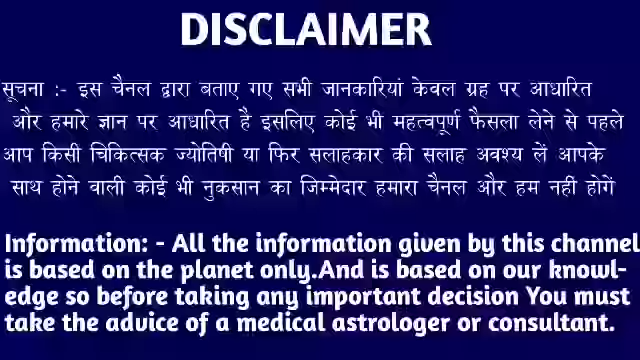 DISCLAIMER
सूचना :- इस चैनल द्वारा बताए गए सभी जानकारियां केवल ग्रह पर आधारित
और हमारे ज्ञान पर आधारित है इसलिए कोई भी महत्वपूर्ण फैसला लेने से पहले
आप किसी चिकित्सक ज्योतिषी या फिर सलाहकार की सलाह अवश्य लें आपके
साथ होने वाली कोई भी नुकसान का जिम्मेदार हमारा चैनल और हम नहीं होगें
Information: - All the information given by this channel
is based on the planet only.And is based on our knowl-
edge so before taking any important decision You must
take the advice of a medical astrologer or consultant.